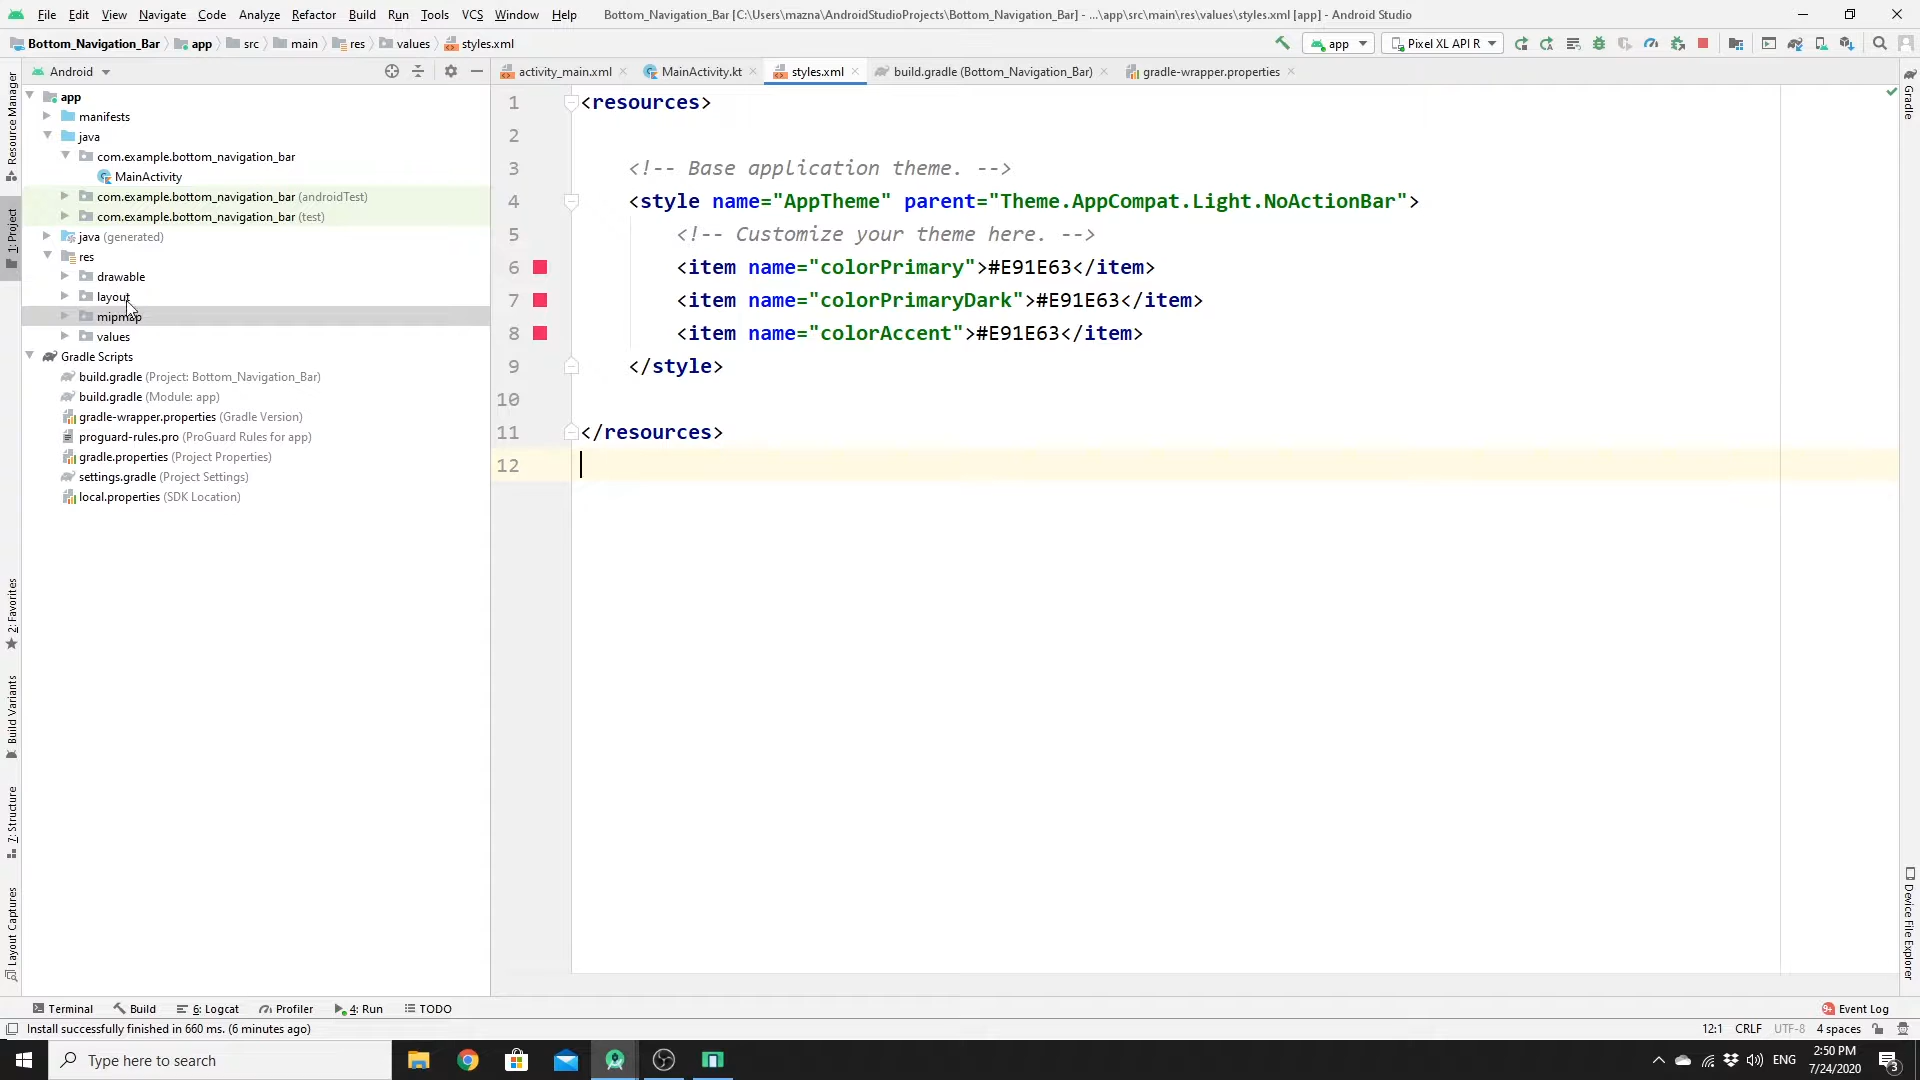 File Edit View Navigate Code Analyze Refactor Build Run Tools VCS Window Help Bottom_Navigation_Bar [C:\Users\mazna\AndroidStudioProjects\Bottom_Navigation_Bar] - ...\app\src\main\res\values\styles.xml [app] - Android Studio
Bottom_Navigation_Bar app src main res values styles.xml app Pixel XL API R
Android activity_main.xml MainActivity.kt styles.xml build.gradle (Bottom_Navigation_Bar) gradle-wrapper.properties
Resource Manager
1: Project
2: Favorites
Build Variants
7: Structure
Layout Captures
app
manifests
java
com.example.bottom_navigation_bar
MainActivity
com.example.bottom_navigation_bar (androidTest)
com.example.bottom_navigation_bar (test)
java (generated)
res
drawable
layout
mipmap
values
Gradle Scripts
build.gradle (Project: Bottom_Navigation_Bar)
build.gradle (Module: app)
gradle-wrapper.properties (Gradle Version)
proguard-rules.pro (ProGuard Rules for app)
gradle.properties (Project Properties)
settings.gradle (Project Settings)
local.properties (SDK Location)
1 <resources>
2
3 <!-- Base application theme. -->
4 <style name="AppTheme" parent="Theme.AppCompat.Light.NoActionBar">
5 <!-- Customize your theme here. -->
6 <item name="colorPrimary">#E91E63</item>
7 <item name="colorPrimaryDark">#E91E63</item>
8 <item name="colorAccent">#E91E63</item>
9 </style>
10
11 </resources>
12
Gradle
Device File Explorer
Terminal Build 6: Logcat Profiler 4: Run TODO Event Log
Install successfully finished in 660 ms. (6 minutes ago) 12:1 CRLF UTF-8 4 spaces
Type here to search ENG 2:50 PM
7/24/2020 3